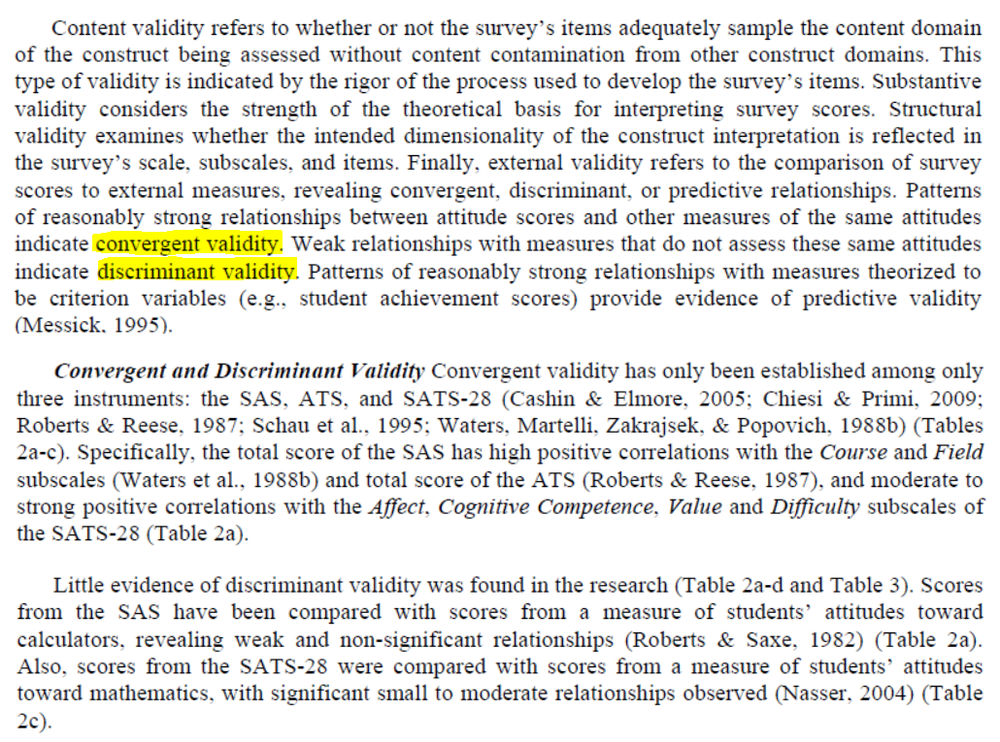 Content validity refers to whether or not the survey's items adequately sample the content domain
of the construct being assessed without content contamination from other construct domains. This
type of validity is indicated by the rigor of the process used to develop the survey's items. Substantive
validity considers the strength of the theoretical basis for interpreting survey scores. Structural
validity examines whether the intended dimensionality of the construct interpretation is reflected in
the survey's scale, subscales, and items. Finally, external validity refers to the comparison of survey
scores to external measures, revealing convergent, discriminant, or predictive relationships. Patterns
of reasonably strong relationships between attitude scores and other measures of the same attitudes
indicate convergent validity. Weak relationships with measures that do not assess these same attitudes
indicate discriminant validity. Patterns of reasonably strong relationships with measures theorized to
be criterion variables (e.g., student achievement scores) provide evidence of predictive validity
(Messick, 1995).
Convergent and Discriminant Validity Convergent validity has only been established among only
three instruments: the SAS, ATS, and SATS-28 (Cashin & Elmore, 2005; Chiesi & Primi, 2009;
Roberts & Reese, 1987; Schau et al., 1995; Waters, Martelli, Zakrajsek, & Popovich, 1988b) (Tables
2a-c). Specifically, the total score of the SAS has high positive correlations with the Course and Field
subscales (Waters et al., 1988b) and total score of the ATS (Roberts & Reese, 1987), and moderate to
strong positive correlations with the Affect, Cognitive Competence, Value and Difficulty subscales of
the SATS-28 (Table 2a).
Little evidence of discriminant validity was found in the research (Table 2a-d and Table 3). Scores
from the SAS have been compared with scores from a measure of students' attitudes toward
calculators, revealing weak and non-significant relationships (Roberts & Saxe, 1982) (Table 2a).
Also, scores from the SATS-28 were compared with scores from a measure of students' attitudes
toward mathematics, with significant small to moderate relationships observed (Nasser, 2004) (Table
2c).